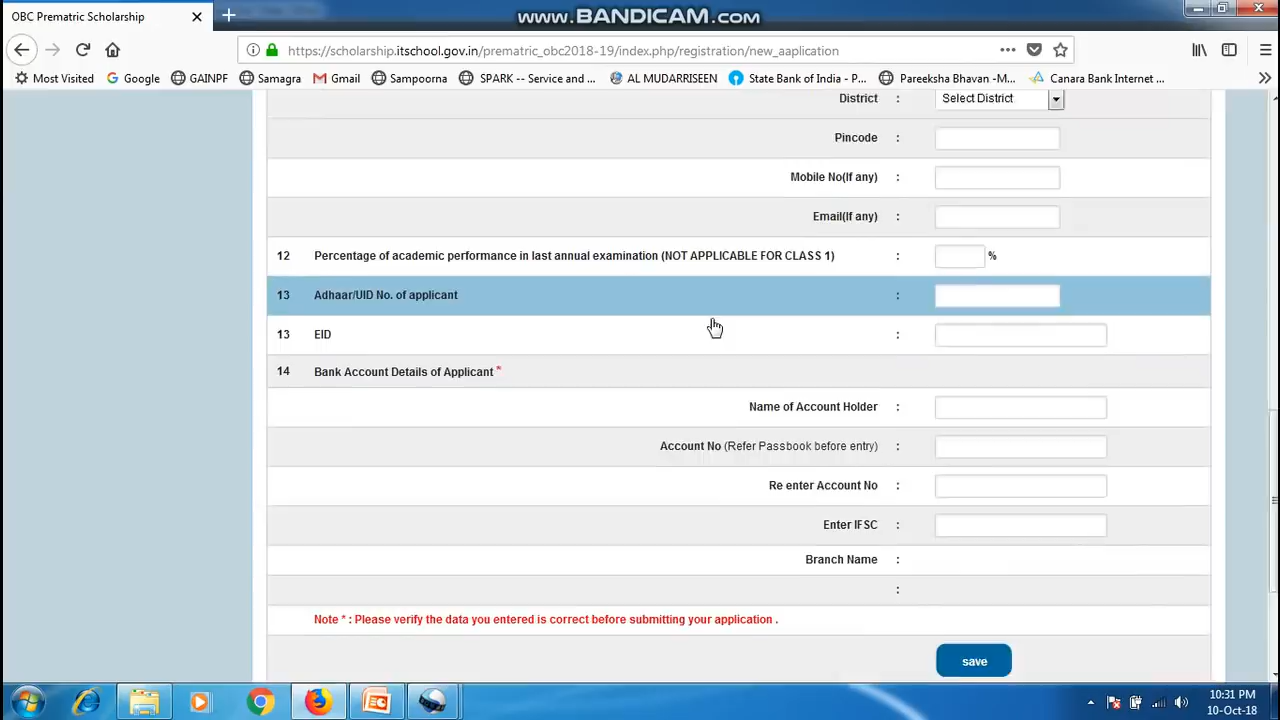 OBC Prematric Scholarship
www.BANDICAM.com
https://scholarship.itschool.gov.in/prematric_obc2018-19/index.php/registration/new_aaplication
Most Visited Google GAINPF Samagra Gmail Sampoorna SPARK -- Service and ... AL MUDARRISEEN State Bank of India - P... Pareeksha Bhavan -M... Canara Bank Internet ...
District : Select District
Pincode :
Mobile No(If any) :
Email(If any) :
12 Percentage of academic performance in last annual examination (NOT APPLICABLE FOR CLASS 1) : %
13 Adhaar/UID No. of applicant :
13 EID :
14 Bank Account Details of Applicant *
Name of Account Holder :
Account No (Refer Passbook before entry) :
Re enter Account No :
Enter IFSC :
Branch Name :
:
Note * : Please verify the data you entered is correct before submitting your application .
save
10:31 PM
10-Oct-18